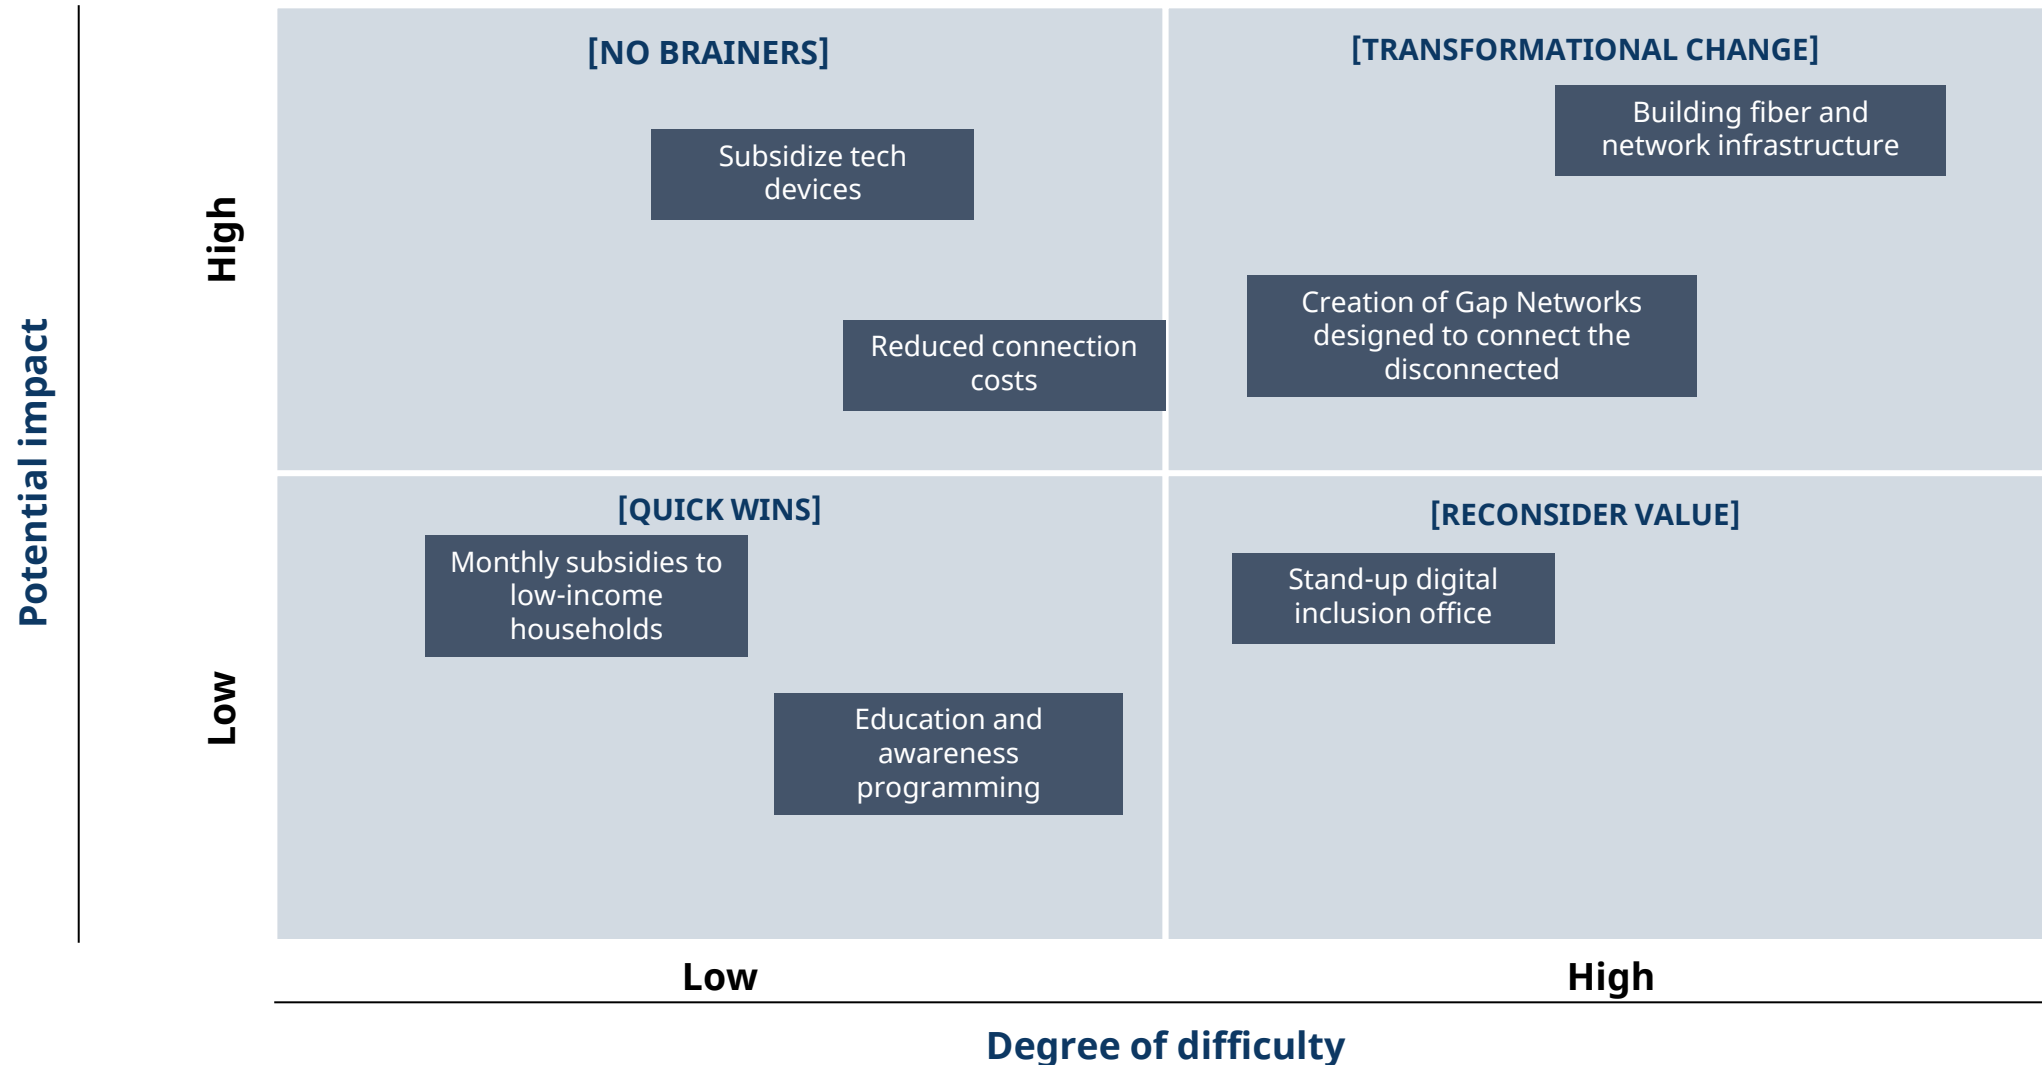 [NO BRAINERS]
Subsidize tech
devices
Reduced connection
costs
[TRANSFORMATIONAL CHANGE]
Building fiber and
network infrastructure
Creation of Gap Networks
designed to connect the
disconnected
[QUICK WINS]
Monthly subsidies to
low-income
households
Education and
awareness
programming
[RECONSIDER VALUE]
Stand-up digital
inclusion office
Potential impact
High
Low
Low
High
Degree of difficulty